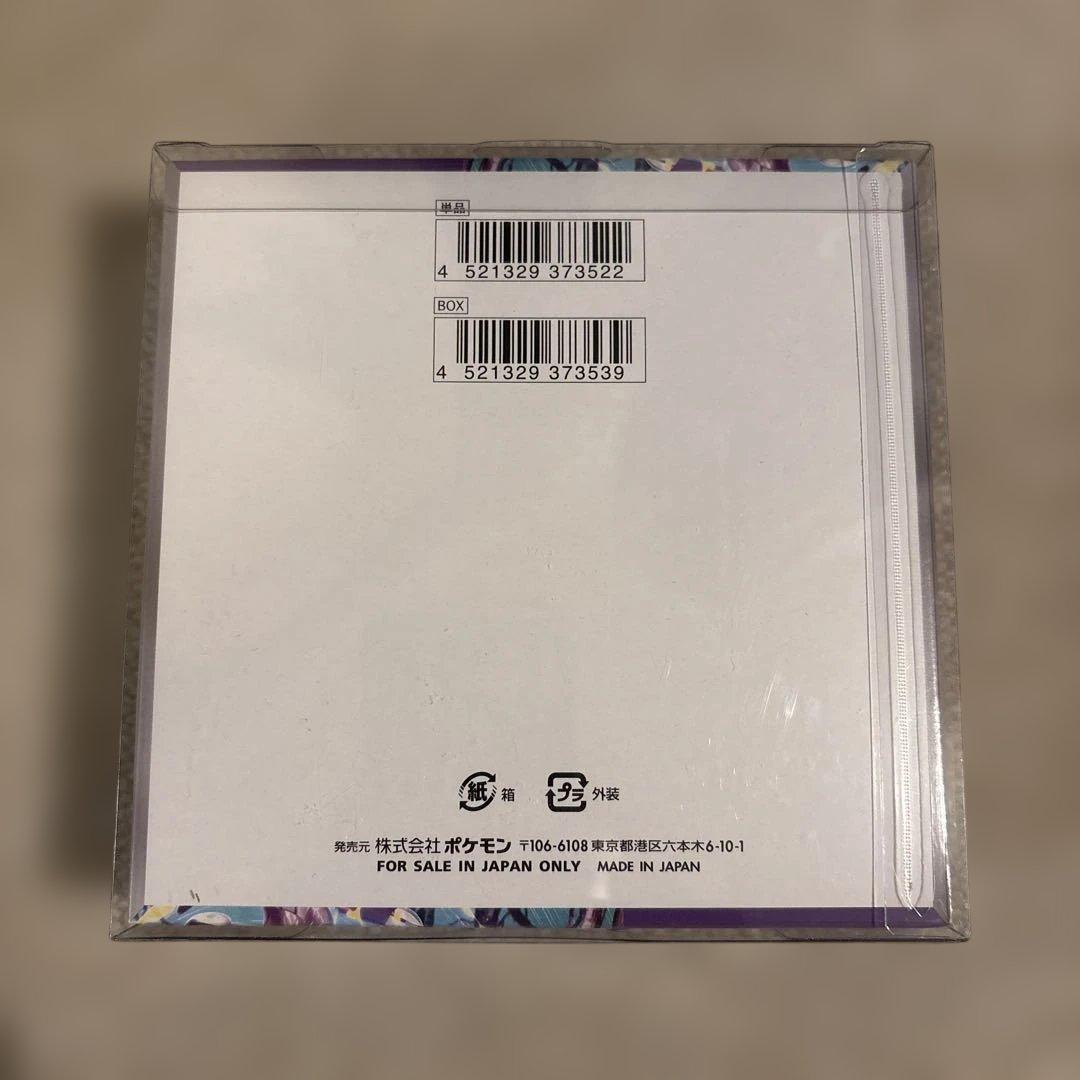 単品
4 521329 373522
BOX
4 521329 373539
紙 箱 プラ 外装
発売元 株式会社ポケモン 〒106-6108 東京都港区六本木6-10-1
FOR SALE IN JAPAN ONLY MADE IN JAPAN